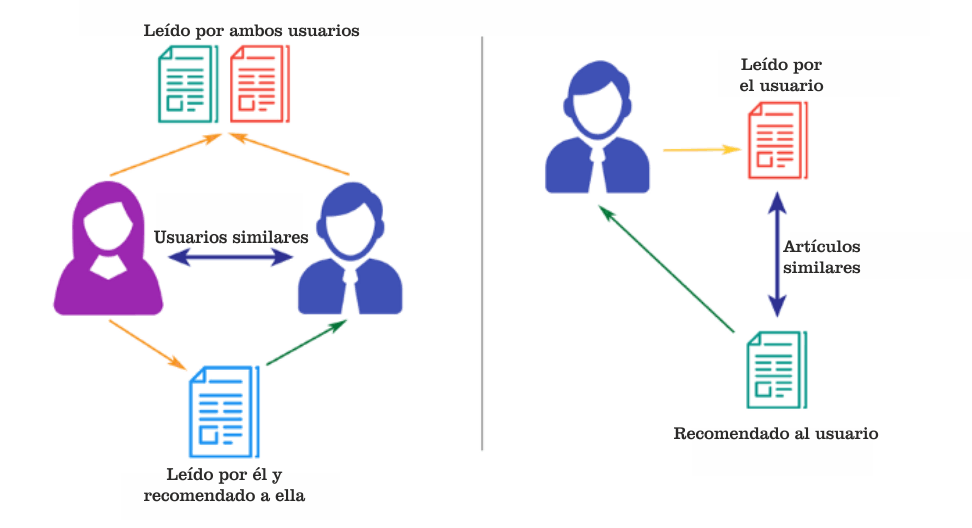 Leído por ambos usuarios
Usuarios similares
Leído por él y
recomendado a ella
Leído por
el usuario
Artículos
similares
Recomendado al usuario